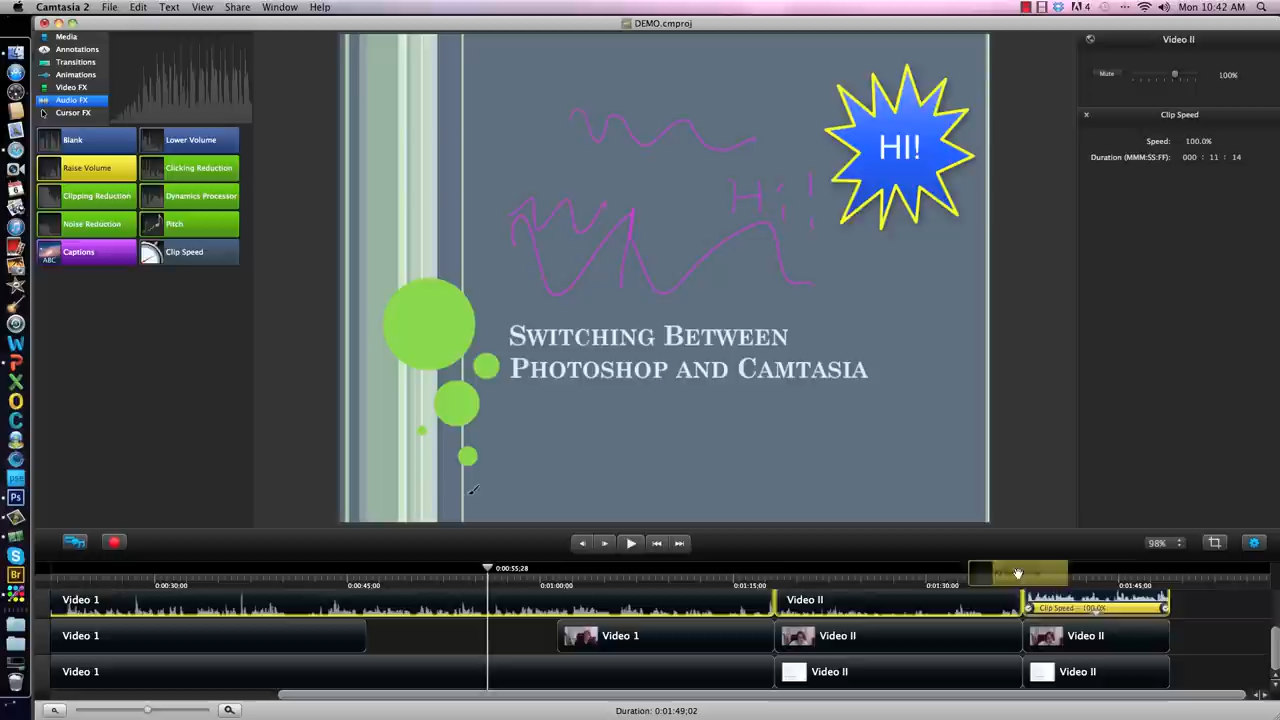 Camtasia 2 File Edit Text View Share Window Help
4 Mon 10:42 AM
DEMO.cmproj
Media
Annotations
Transitions
Animations
Video FX
Audio FX
Cursor FX
Blank Lower Volume
Raise Volume Clicking Reduction
Clipping Reduction Dynamics Processor
Noise Reduction Pitch
ABC Captions Clip Speed
HI!
Hi!
Switching Between
Photoshop and Camtasia
Video II
Mute 100%
Clip Speed
Speed: 100.0%
Duration (MMM:SS:FF): 000 : 11 : 14
98%
0:00:55;28
0:00:30;00 0:00:45;00 0:01:00;00 0:01:15;00 0:01:30;00 0:01:45;00
Video 1 Video II
Clip Speed – 100.0%
Video 1 Video 1 Video II Video II
Video 1 Video II Video II
Duration: 0:01:49;02
W
P
X
O
C
pse
Ps
S
Br